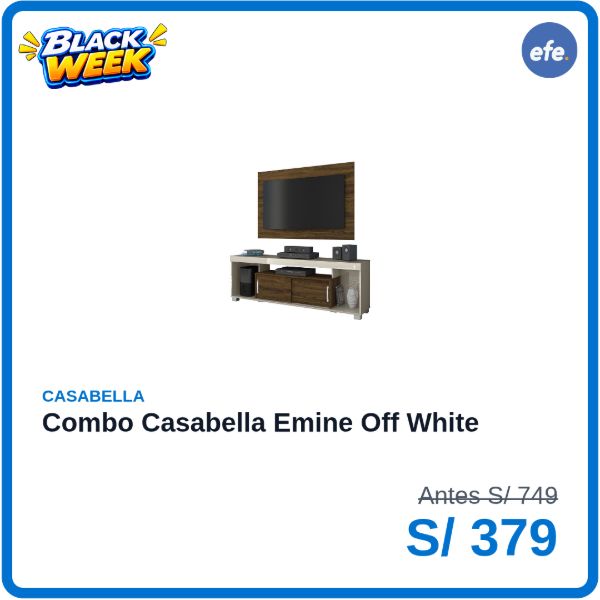 BLACK
WEEK
efe.
CASABELLA
Combo Casabella Emine Off White
Antes S/ 749
S/ 379